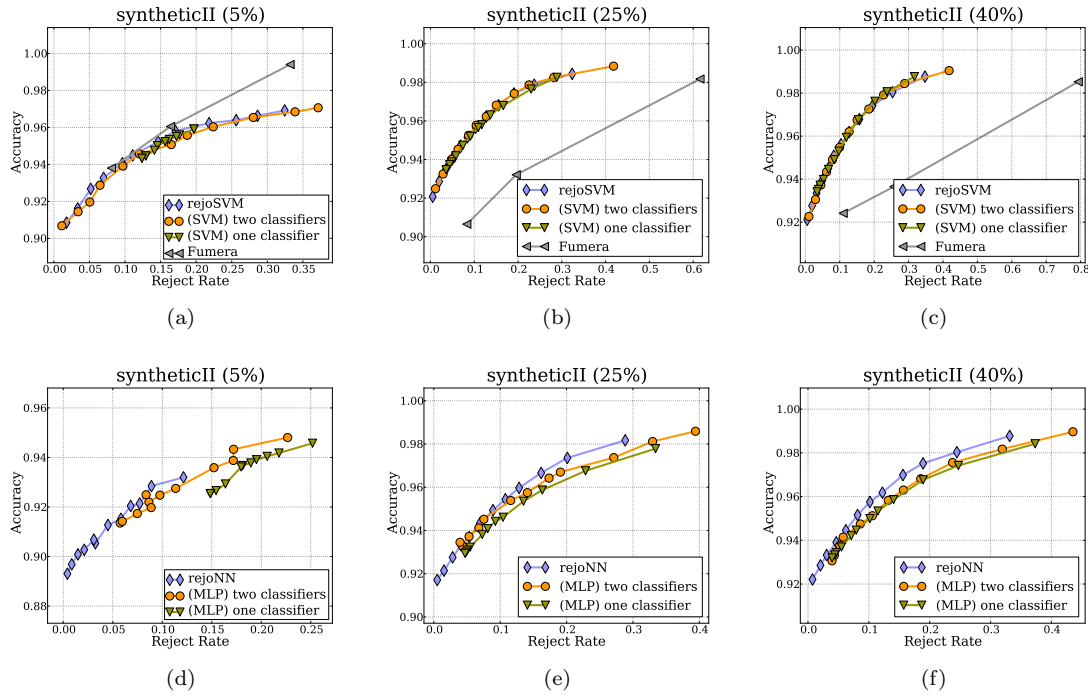 syntheticII (5%)
1.00
0.98
0.96
0.94
0.92
0.90
Accuracy
0.00 0.05 0.10 0.15 0.20 0.25 0.30 0.35
Reject Rate
rejoSVM
(SVM) two classifiers
(SVM) one classifier
Fumera
(a)
syntheticII (25%)
1.00
0.98
0.96
0.94
0.92
0.90
Accuracy
0.0 0.1 0.2 0.3 0.4 0.5 0.6
Reject Rate
rejoSVM
(SVM) two classifiers
(SVM) one classifier
Fumera
(b)
syntheticII (40%)
1.00
0.98
0.96
0.94
0.92
Accuracy
0.0 0.1 0.2 0.3 0.4 0.5 0.6 0.7 0.8
Reject Rate
rejoSVM
(SVM) two classifiers
(SVM) one classifier
Fumera
(c)
syntheticII (5%)
0.96
0.94
0.92
0.90
0.88
Accuracy
0.00 0.05 0.10 0.15 0.20 0.25
Reject Rate
rejoNN
(MLP) two classifiers
(MLP) one classifier
(d)
syntheticII (25%)
1.00
0.98
0.96
0.94
0.92
0.90
Accuracy
0.0 0.1 0.2 0.3 0.4
Reject Rate
rejoNN
(MLP) two classifiers
(MLP) one classifier
(e)
syntheticII (40%)
1.00
0.98
0.96
0.94
0.92
Accuracy
0.0 0.1 0.2 0.3 0.4
Reject Rate
rejoNN
(MLP) two classifiers
(MLP) one classifier
(f)